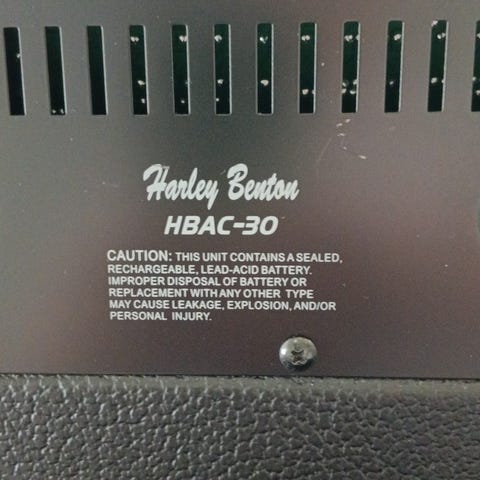 Harley Benton
HBAC-30
CAUTION: THIS UNIT CONTAINS A SEALED,
RECHARGEABLE, LEAD-ACID BATTERY.
IMPROPER DISPOSAL OF BATTERY OR
REPLACEMENT WITH ANY OTHER TYPE
MAY CAUSE LEAKAGE, EXPLOSION, AND/OR
PERSONAL INJURY.